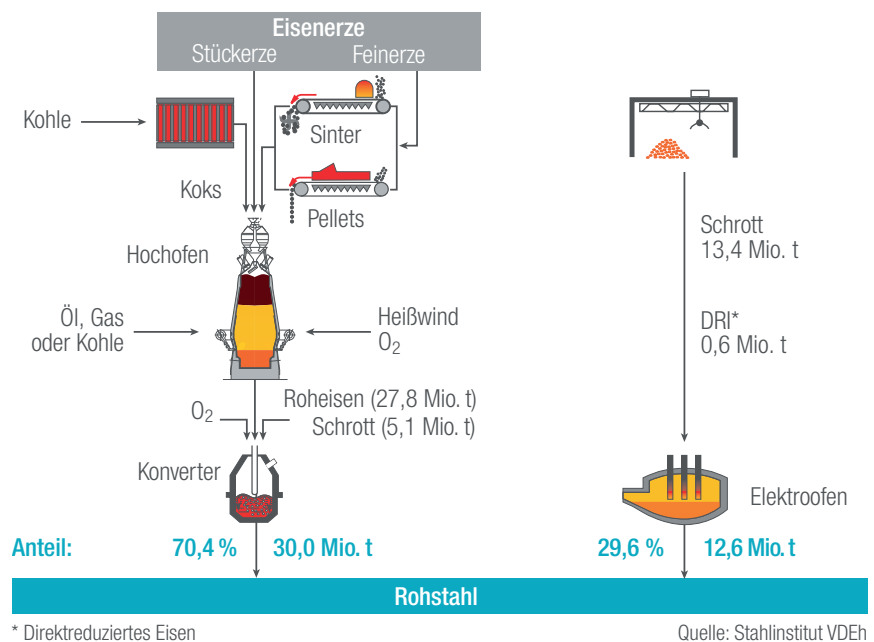 Eisenerze
Stückerze
Feinerze
Kohle
Sinter
Koks
Pellets
Hochofen
Öl, Gas
oder Kohle
Heißwind
O₂
O₂
Roheisen (27,8 Mio. t)
Schrott (5,1 Mio. t)
Konverter
Schrott
13,4 Mio. t
DRI*
0,6 Mio. t
Elektroofen
Anteil:
70,4 %
30,0 Mio. t
29,6 %
12,6 Mio. t
Rohstahl
* Direktreduziertes Eisen
Quelle: Stahlinstitut VDEh